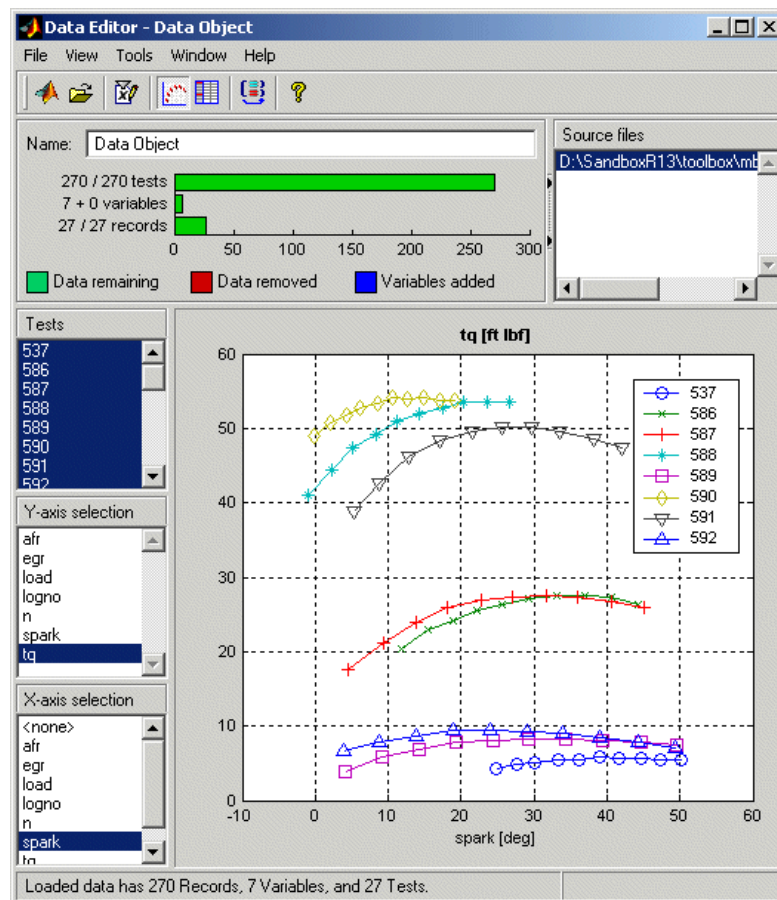 Data Editor - Data Object
File View Tools Window Help
Name: Data Object
270 / 270 tests
7 + 0 variables
27 / 27 records
0 50 100 150 200 250 300
Data remaining Data removed Variables added
Source files
D:\SandboxR13\toolbox\mb
Tests
537
586
587
588
589
590
591
592
Y-axis selection
afr
egr
load
logno
n
spark
tq
X-axis selection
<none>
afr
egr
load
logno
n
spark
tq
tq [ft lbf]
60
50
40
30
20
10
0
-10 0 10 20 30 40 50 60
spark [deg]
537
586
587
588
589
590
591
592
Loaded data has 270 Records, 7 Variables, and 27 Tests.